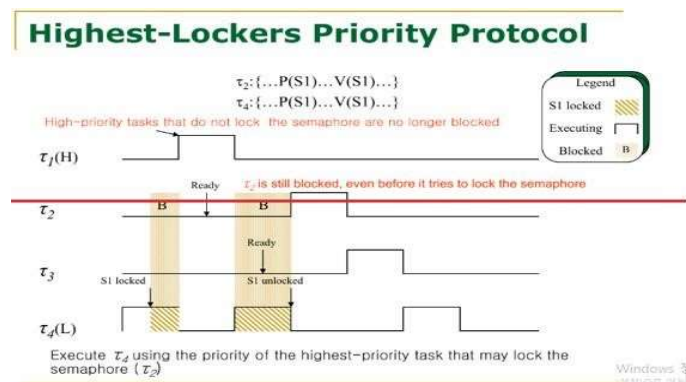 Highest-Lockers Priority Protocol
τ2:{...P(S1)...V(S1)...}
τ4:{...P(S1)...V(S1)...}
Legend
S1 locked
Executing
Blocked B
High-priority tasks that do not lock the semaphore are no longer blocked
τ1(H)
Ready
τ2 is still blocked, even before it tries to lock the semaphore
τ2
B
B
Ready
τ3
S1 locked
S1 unlocked
τ4(L)
Execute τ4 using the priority of the highest-priority task that may lock the
semaphore (τ2)
Windows